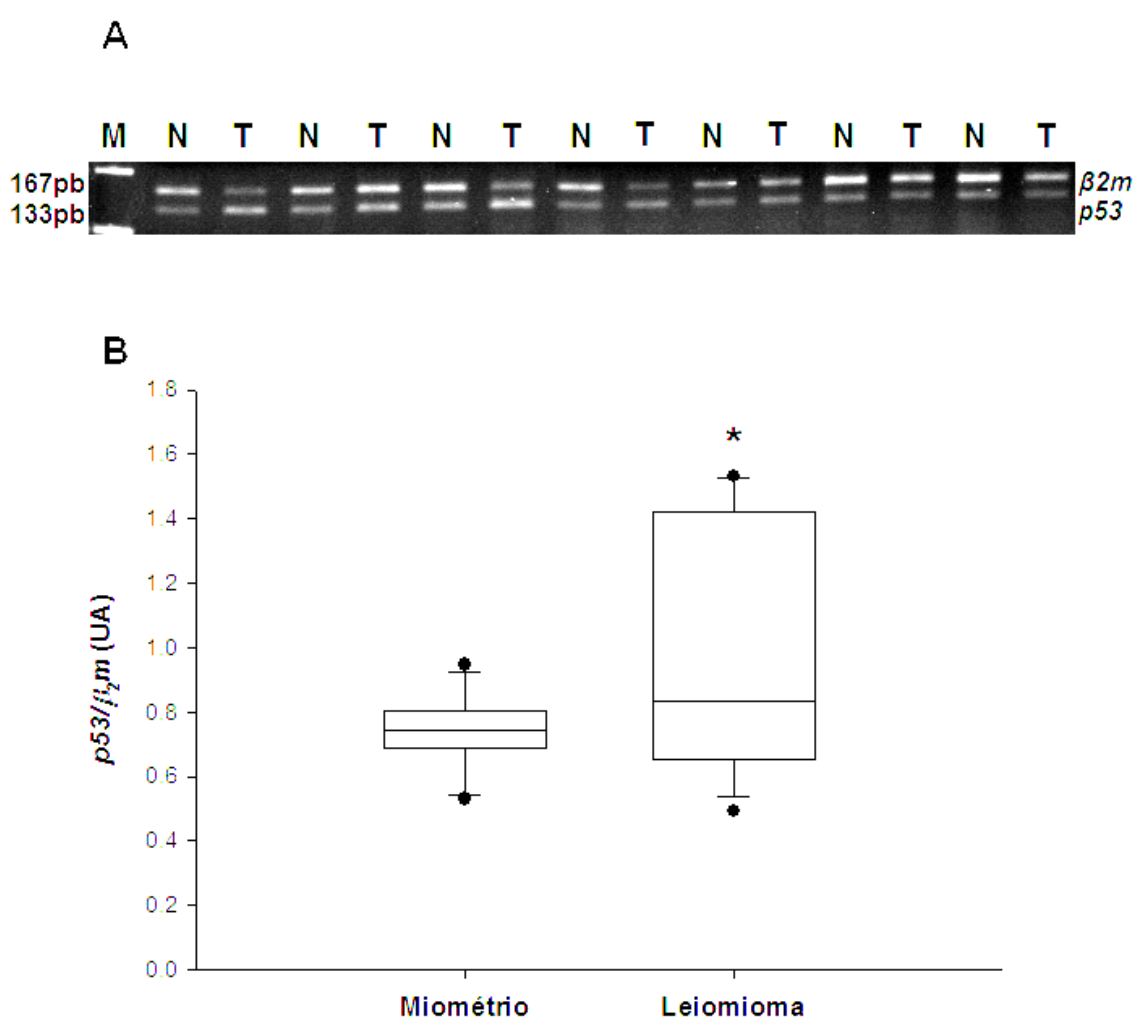 A
M N T N T N T N T N T N T N T
167pb
β2m
133pb
p53
B
1.8
1.6
1.4
1.2
1.0
0.8
0.6
0.4
0.2
0.0
p53/β₂m (UA)
*
Miométrio Leiomioma